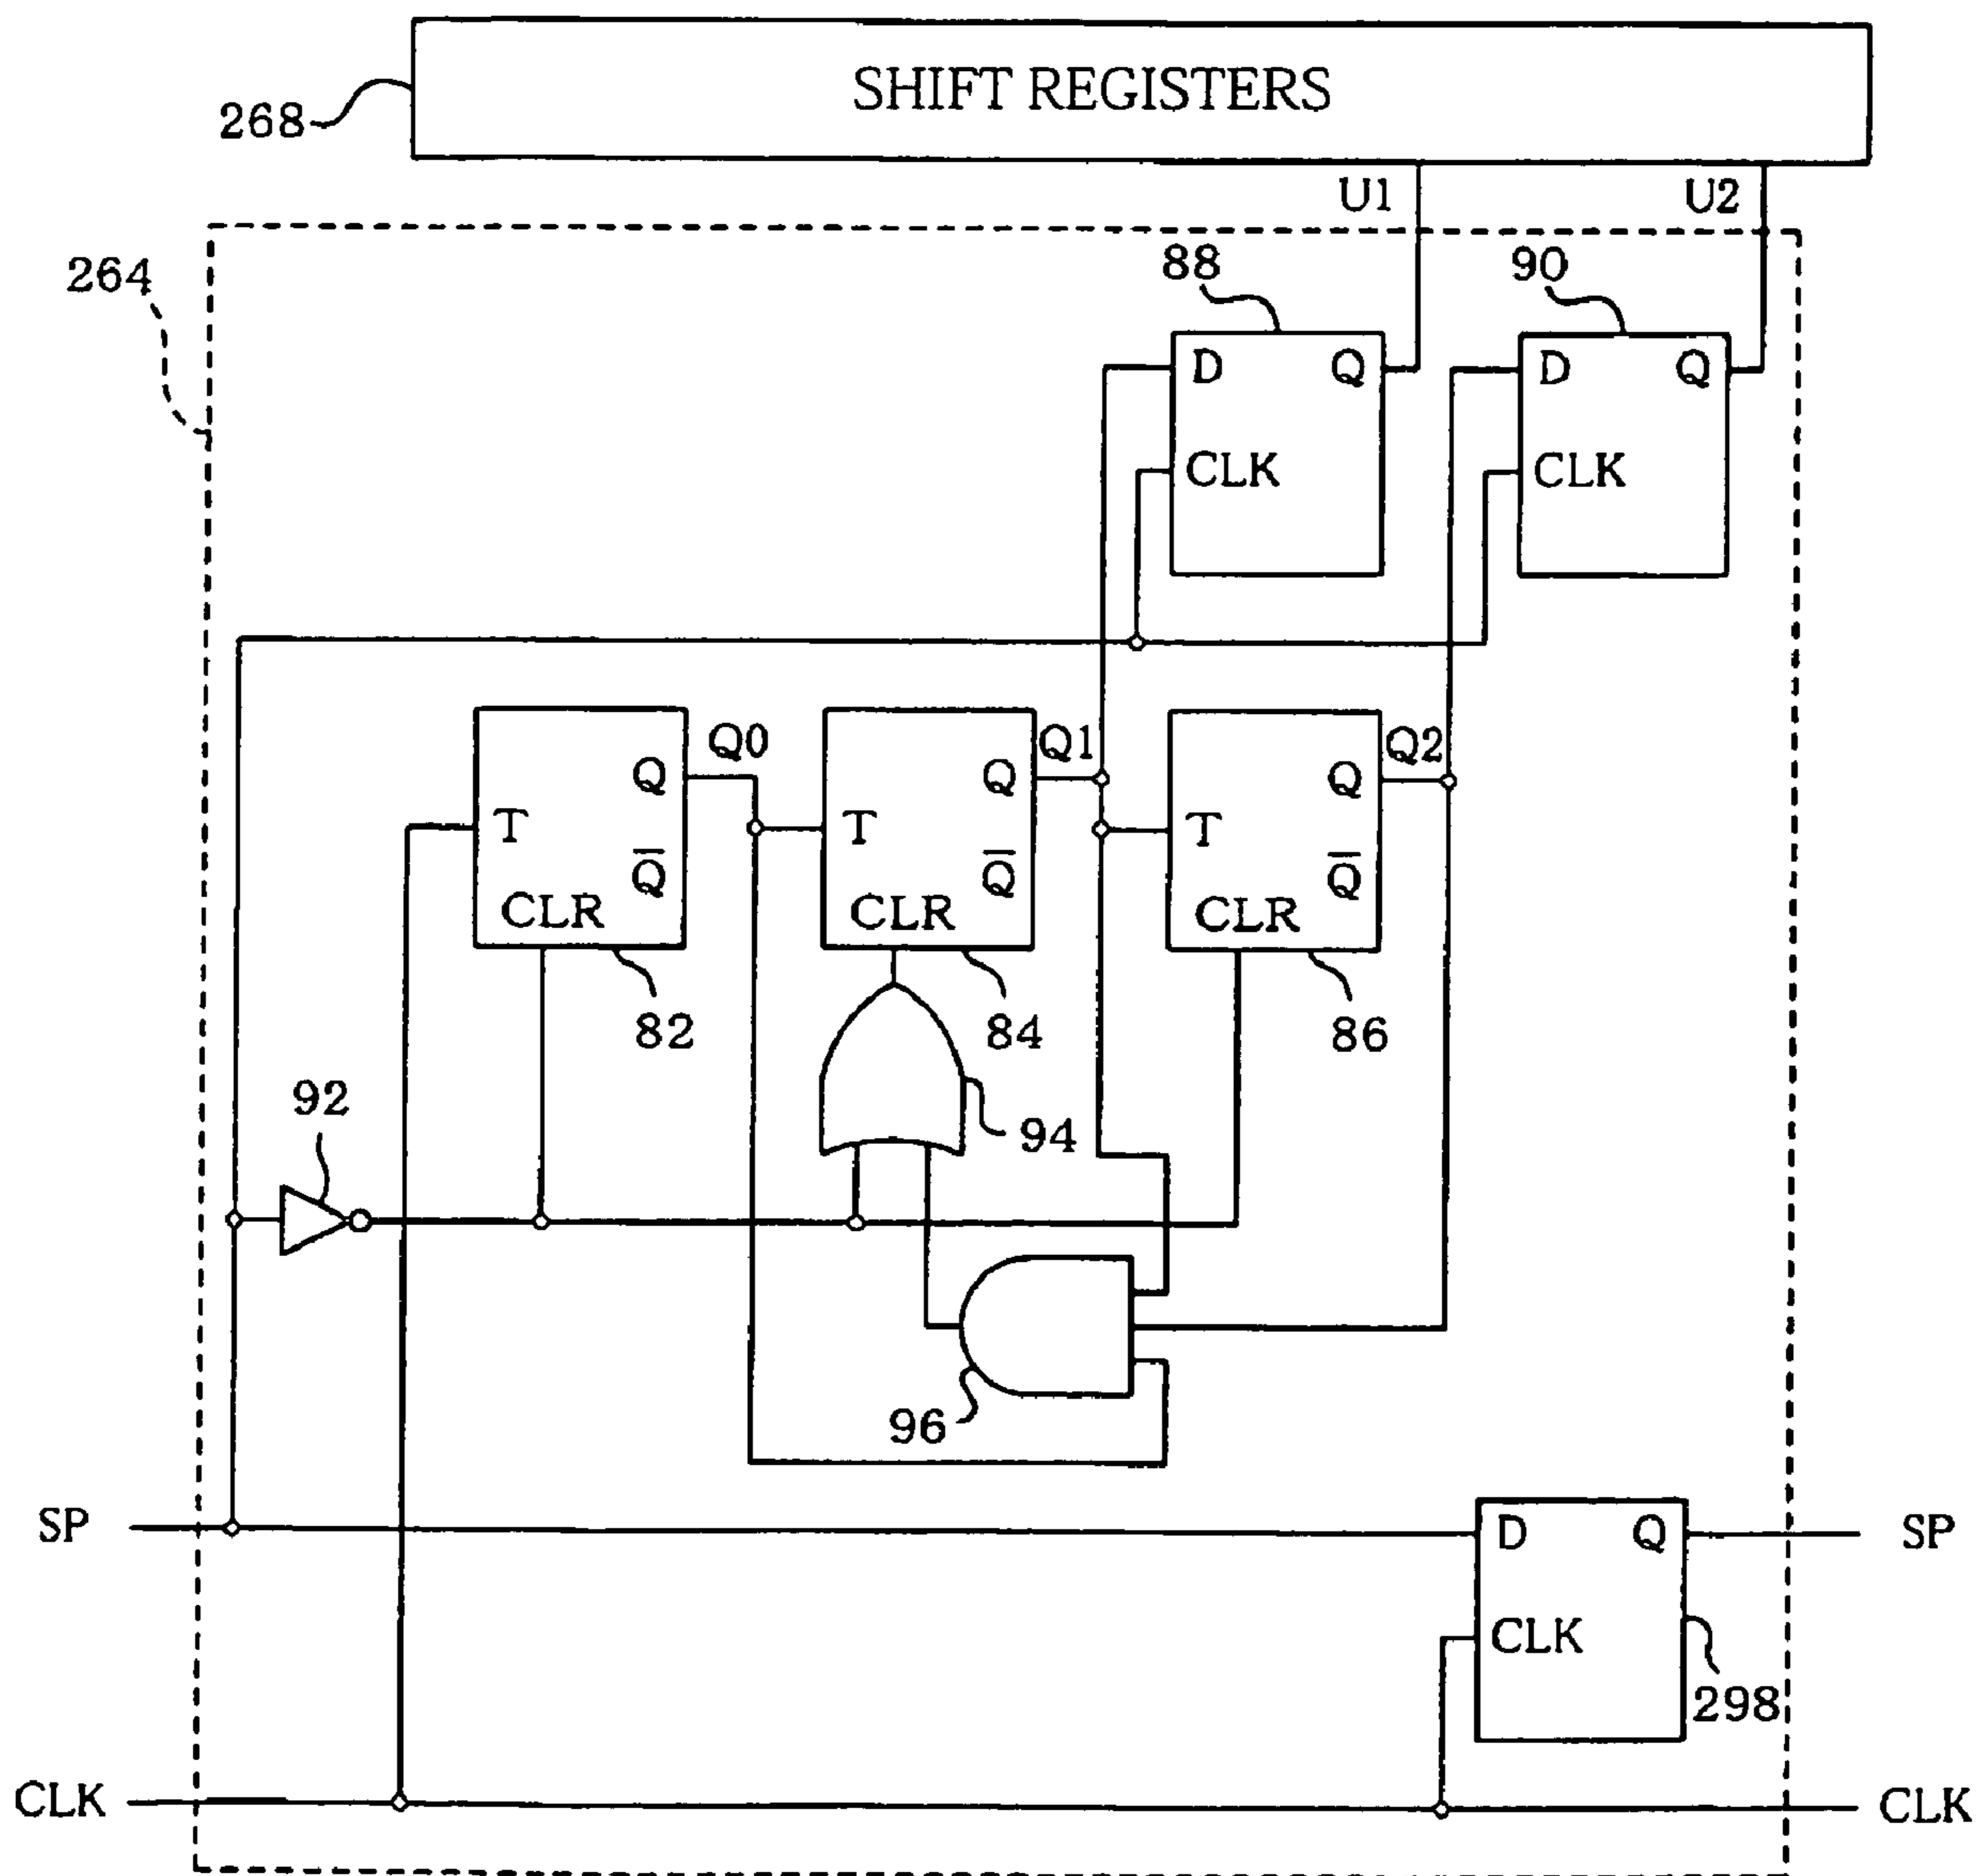 SHIFT REGISTERS
268
U1 U2
264
88 90
D Q D Q
CLK CLK
Q0 Q1 Q2
Q Q Q
T T T
Q̅ Q̅ Q̅
CLR CLR CLR
82 84 86
92
94
96
SP D Q SP
CLK
298
CLK CLK